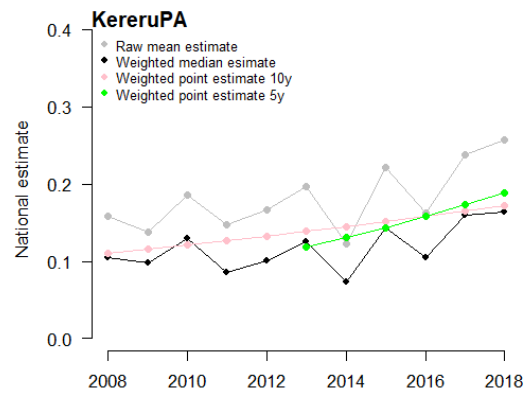 KereruPA
Raw mean estimate
Weighted median esimate
Weighted point estimate 10y
Weighted point estimate 5y
National estimate
0.4
0.3
0.2
0.1
0.0
2008 2010 2012 2014 2016 2018